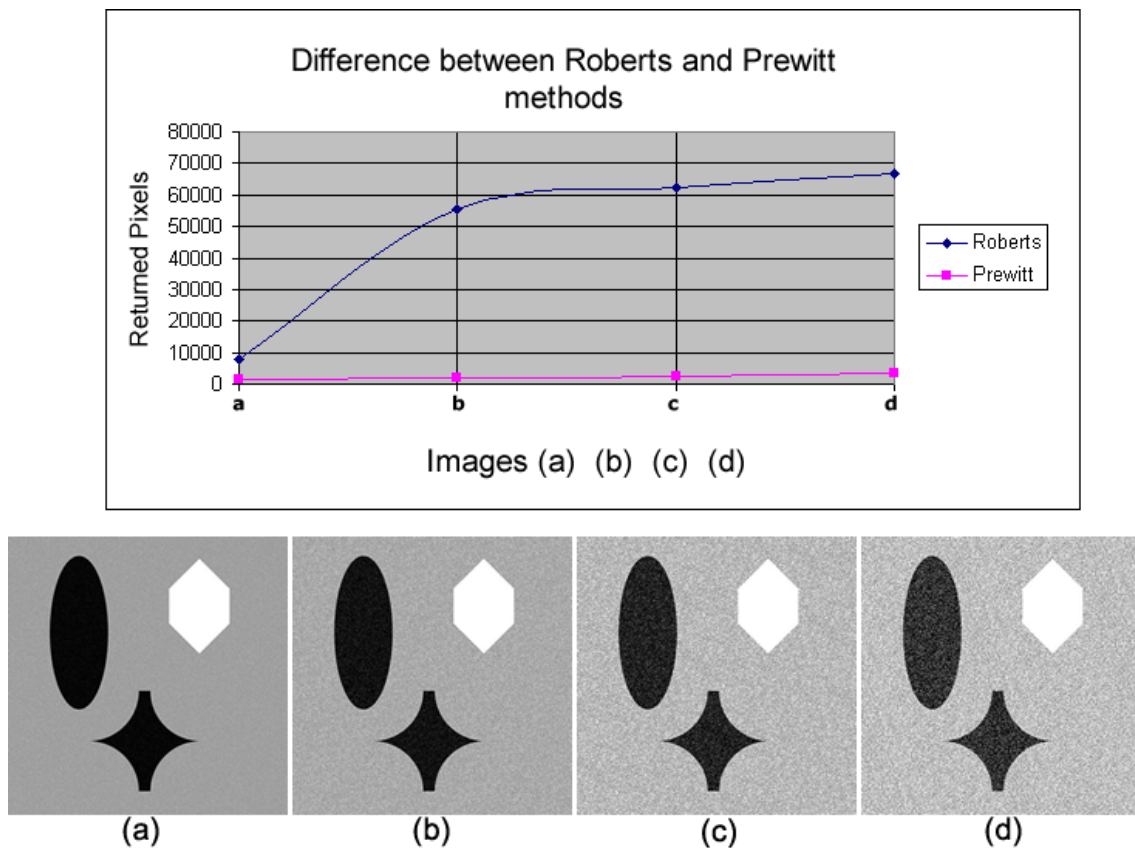 Difference between Roberts and Prewitt
methods
Returned Pixels
80000
70000
60000
50000
40000
30000
20000
10000
0
a b c d
Images (a) (b) (c) (d)
Roberts
Prewitt
(a) (b) (c) (d)